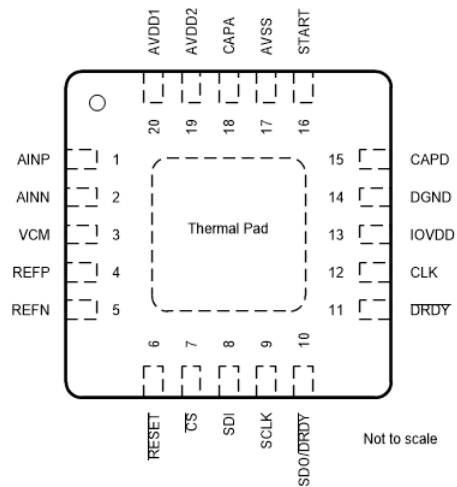 AVDD1 AVDD2 CAPA AVSS START
20 19 18 17 16
AINP 1 15 CAPD
AINN 2 14 DGND
VCM 3 Thermal Pad 13 IOVDD
REFP 4 12 CLK
REFN 5 11 DRDY
6 7 8 9 10
RESET CS SDI SCLK SDO/DRDY
Not to scale